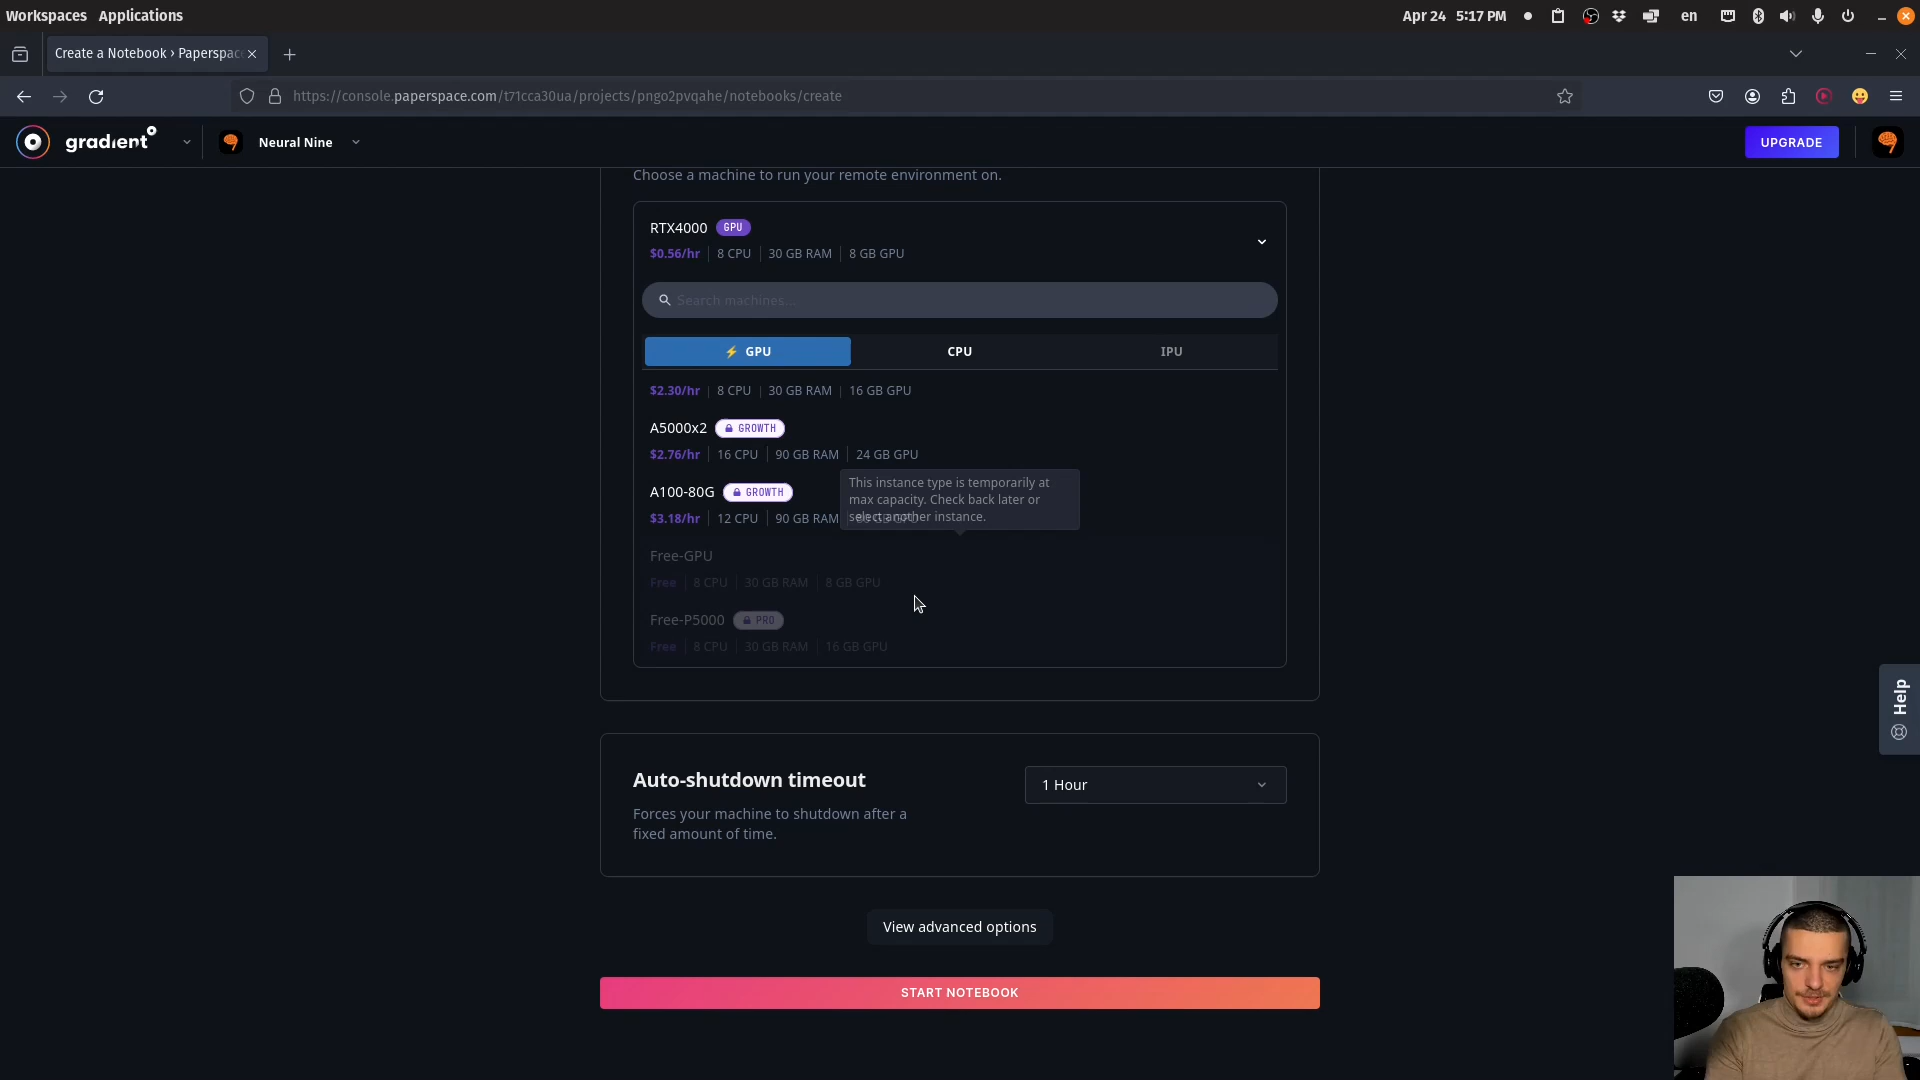 Workspaces Applications
Apr 24 5:17 PM
en
Create a Notebook › Paperspac
https://console.paperspace.com/t71cca30ua/projects/pngo2pvqahe/notebooks/create
gradient
Neural Nine
UPGRADE
Choose a machine to run your remote environment on.
RTX4000 GPU
$0.56/hr 8 CPU 30 GB RAM 8 GB GPU
Search machines...
GPU CPU IPU
$2.30/hr 8 CPU 30 GB RAM 16 GB GPU
A5000x2 GROWTH
$2.76/hr 16 CPU 90 GB RAM 24 GB GPU
This instance type is temporarily at
max capacity. Check back later or
select another instance.
A100-80G GROWTH
$3.18/hr 12 CPU 90 GB RAM
Free-GPU
Free 8 CPU 30 GB RAM 8 GB GPU
Free-P5000 PRO
Free 8 CPU 30 GB RAM 16 GB GPU
Auto-shutdown timeout
1 Hour
Forces your machine to shutdown after a
fixed amount of time.
View advanced options
START NOTEBOOK
Help